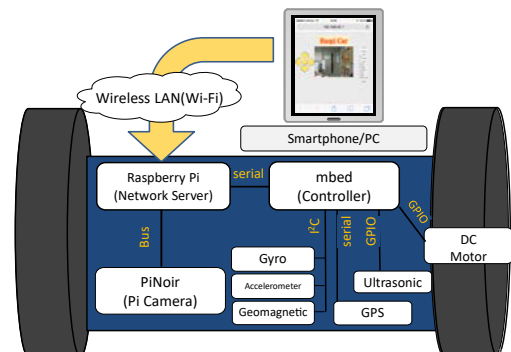 Raspi Car
Wireless LAN(Wi-Fi)
Smartphone/PC
Raspberry Pi
(Network Server)
serial
mbed
(Controller)
GPIO
DC
Motor
Bus
I²C
serial
GPIO
PiNoir
(Pi Camera)
Gyro
Accelerometer
Geomagnetic
Ultrasonic
GPS